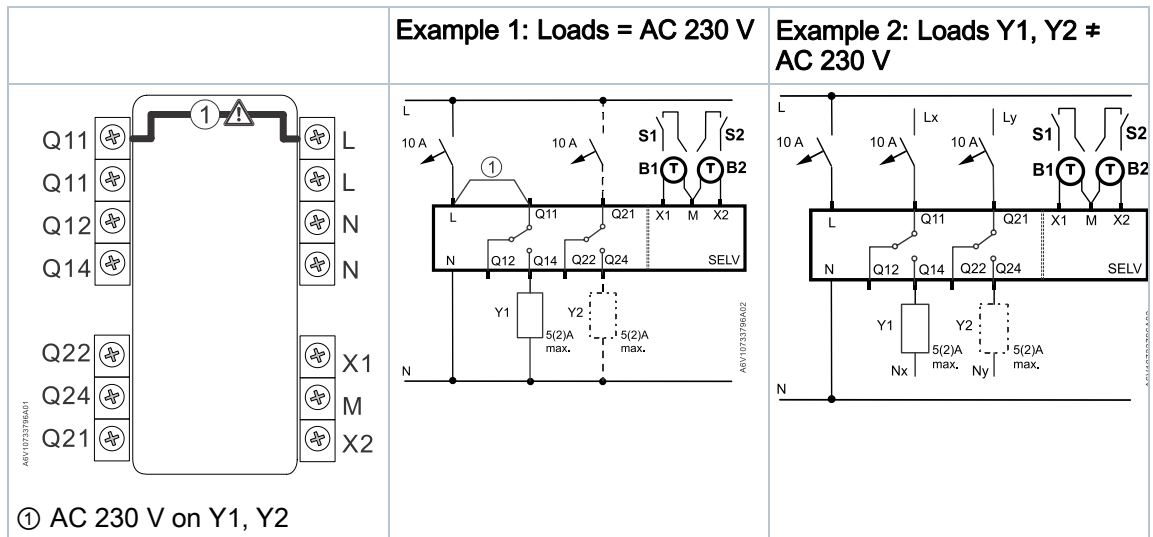 Example 1: Loads = AC 230 V
Example 2: Loads Y1, Y2 ≠
AC 230 V
① ⚠
Q11 L
Q11 L
Q12 N
Q14 N
Q22 X1
Q24 M
Q21 X2
A6V10733796A01
① AC 230 V on Y1, Y2
L
10 A 10 A S1 S2
① B1 T T B2
L Q11 Q21 X1 M X2
N Q12 Q14 Q22 Q24 SELV
Y1 Y2
5(2)A 5(2)A
max. max.
N
A6V10733796A02
L
Lx Ly
10 A 10 A 10 A S1 S2
B1 T T B2
L Q11 Q21 X1 M X2
N Q12 Q14 Q22 Q24 SELV
Y1 Y2
5(2)A 5(2)A
max. max.
Nx Ny
N